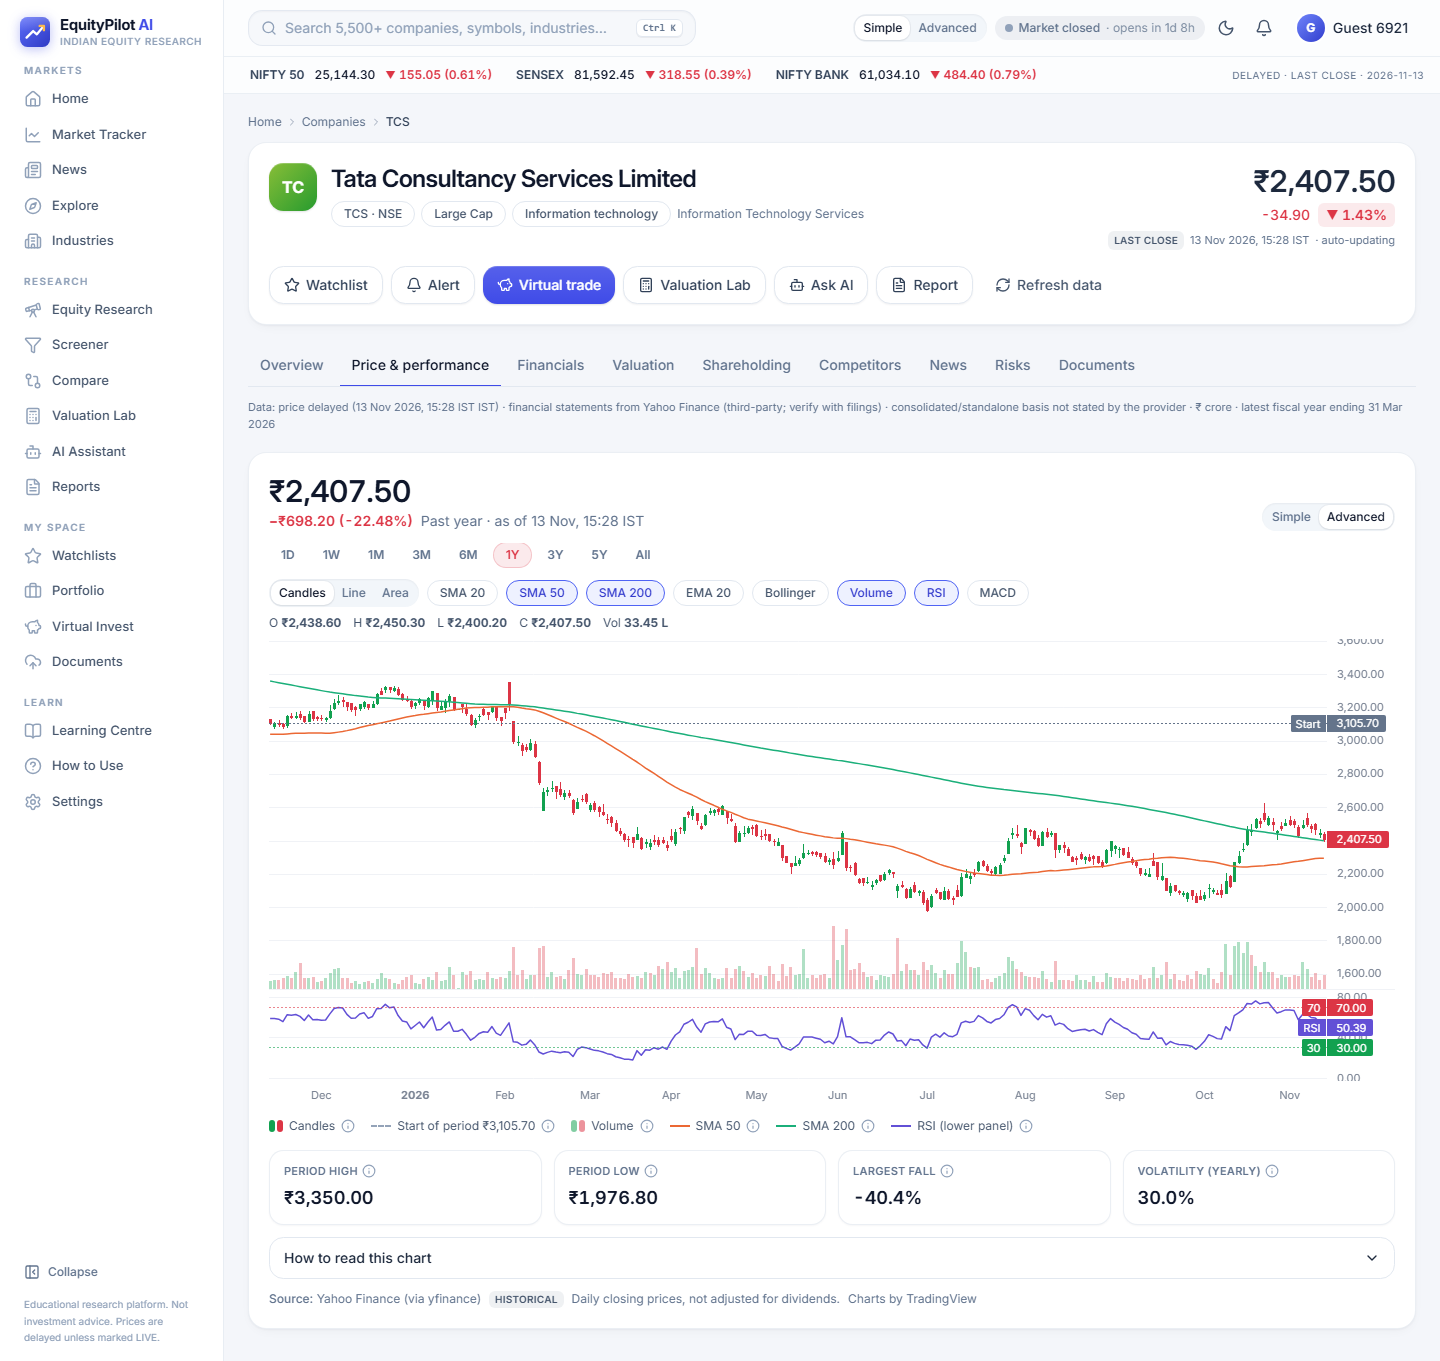 EquityPilot AI
INDIAN EQUITY RESEARCH
MARKETS
Home
Market Tracker
News
Explore
Industries
RESEARCH
Equity Research
Screener
Compare
Valuation Lab
AI Assistant
Reports
MY SPACE
Watchlists
Portfolio
Virtual Invest
Documents
LEARN
Learning Centre
How to Use
Settings
Collapse
Educational research platform. Not
investment advice. Prices are
delayed unless marked LIVE.
Search 5,600+ companies, symbols, industries... Ctrl K
Simple Advanced Market closed · opens in 1d 8h G Guest 6921
NIFTY 50 25,144.30 ▼ 155.05 (0.61%) SENSEX 81,592.45 ▼ 318.55 (0.39%) NIFTY BANK 61,034.10 ▼ 484.40 (0.79%) DELAYED · LAST CLOSE · 2026-11-13
Home > Companies > TCS
TC
Tata Consultancy Services Limited
TCS · NSE Large Cap Information technology Information Technology Services
₹2,407.50
-34.90 ▼ 1.43%
LAST CLOSE 13 Nov 2026, 15:28 IST · auto-updating
Watchlist Alert Virtual trade Valuation Lab Ask AI Report Refresh data
Overview Price & performance Financials Valuation Shareholding Competitors News Risks Documents
Data: price delayed (13 Nov 2026, 15:28 IST IST) · financial statements from Yahoo Finance (third-party; verify with filings) · consolidated/standalone basis not stated by the provider · ₹ crore · latest fiscal year ending 31 Mar
2026
₹2,407.50
−₹698.20 (-22.48%) Past year · as of 13 Nov, 15:28 IST
Simple Advanced
1D 1W 1M 3M 6M 1Y 3Y 5Y All
Candles Line Area SMA 20 SMA 50 SMA 200 EMA 20 Bollinger Volume RSI MACD
O ₹2,438.60 H ₹2,450.30 L ₹2,400.20 C ₹2,407.50 Vol 33.45 L
3,600.00
3,400.00
3,200.00
Start 3,105.70
3,000.00
2,800.00
2,600.00
2,407.50
2,200.00
2,000.00
1,800.00
1,600.00
80.00
70 70.00
RSI 50.39
30 30.00
0.00
Dec 2026 Feb Mar Apr May Jun Jul Aug Sep Oct Nov
Candles Start of period ₹3,105.70 Volume SMA 50 SMA 200 RSI (lower panel)
PERIOD HIGH
₹3,350.00
PERIOD LOW
₹1,976.80
LARGEST FALL
-40.4%
VOLATILITY (YEARLY)
30.0%
How to read this chart
Source: Yahoo Finance (via yfinance) HISTORICAL Daily closing prices, not adjusted for dividends. Charts by TradingView